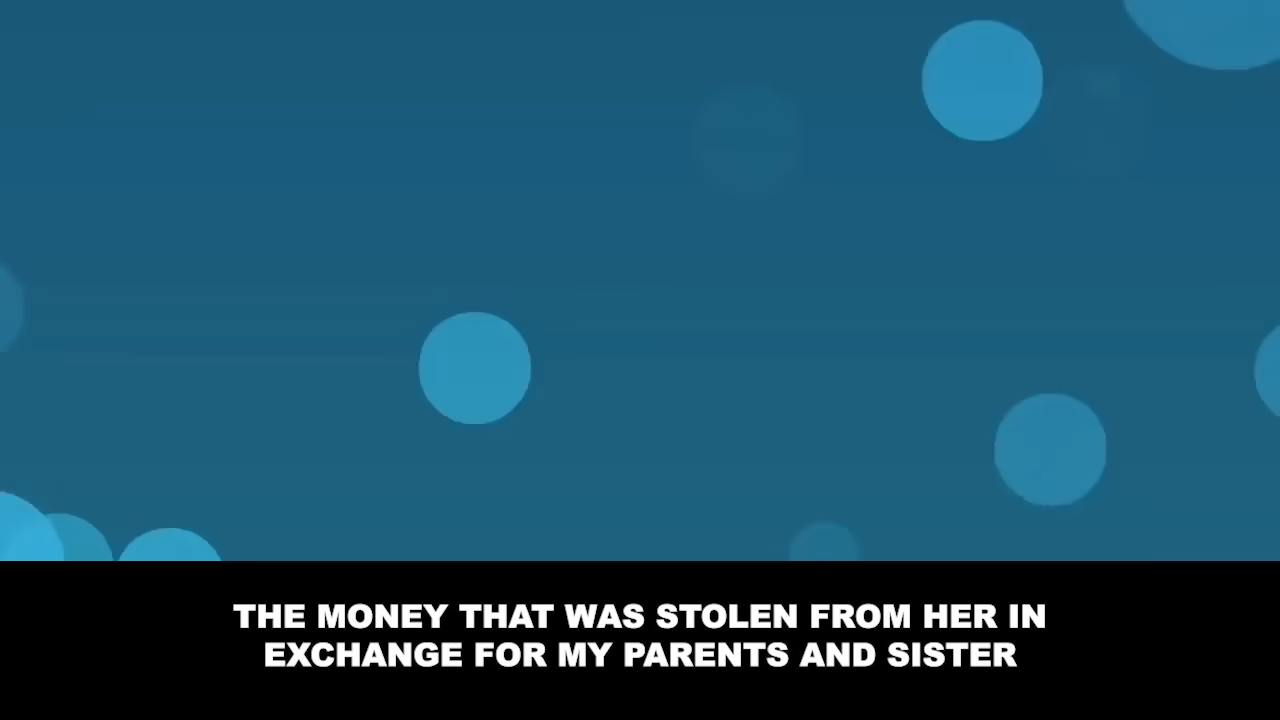 THE MONEY THAT WAS STOLEN FROM HER IN
EXCHANGE FOR MY PARENTS AND SISTER